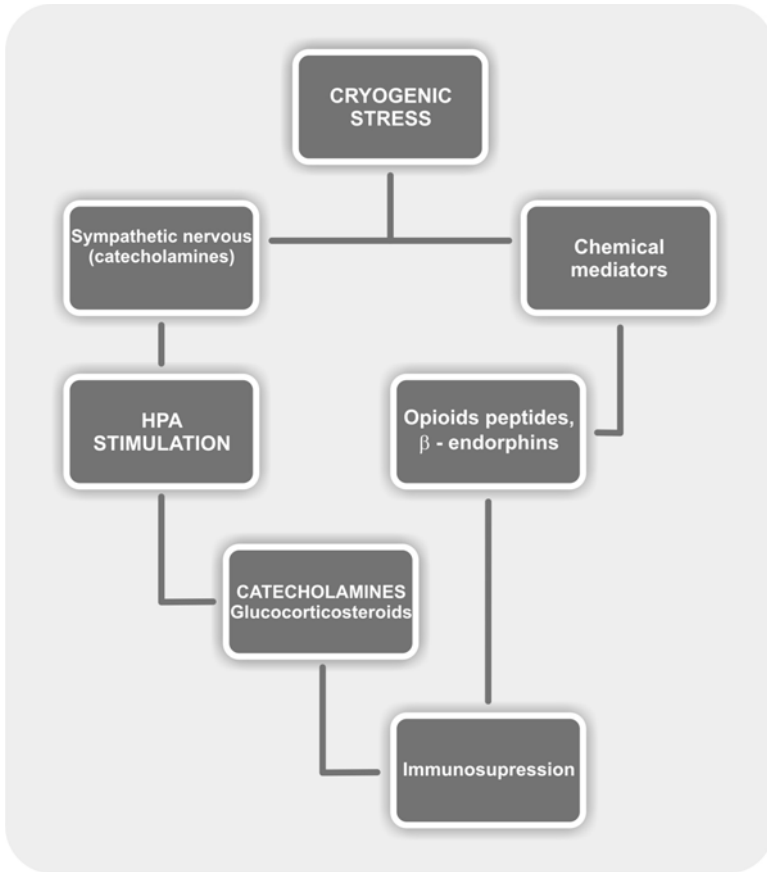 CRYOGENIC
STRESS
Sympathetic nervous
(catecholamines)
Chemical
mediators
HPA
STIMULATION
Opioids peptides,
β - endorphins
CATECHOLAMINES
Glucocorticosteroids
Immunosupression